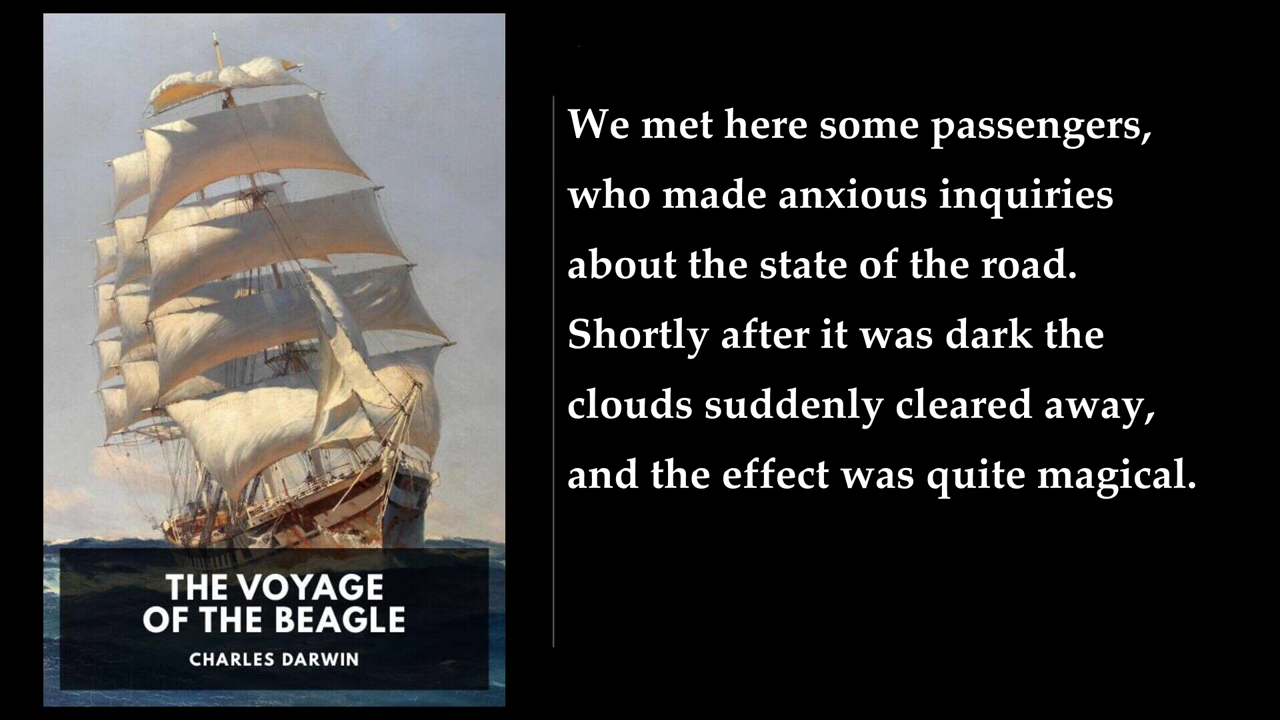 THE VOYAGE
OF THE BEAGLE
CHARLES DARWIN
We met here some passengers,
who made anxious inquiries
about the state of the road.
Shortly after it was dark the
clouds suddenly cleared away,
and the effect was quite magical.